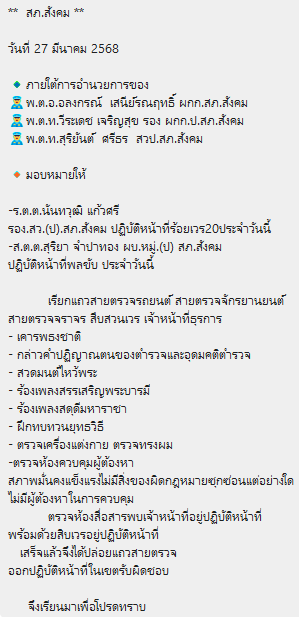 ** สภ.สังคม **
วันที่ 27 มีนาคม 2568
🔹ภายใต้การอำนวยการของ
👮พ.ต.อ.อลงกรณ์ เสนีย์รณฤทธิ์ ผกก.สภ.สังคม
👮พ.ต.ท.วีระเดช เจริญสุข รอง ผกก.ป.สภ.สังคม
👮พ.ต.ท.สุริยันต์ ศรีธร สวป.สภ.สังคม
🔸มอบหมายให้
-ร.ต.ต.นันทวุฒิ แก้วศรี
รอง.สว.(ป).สภ.สังคม ปฏิบัติหน้าที่ร้อยเวร20ประจำวันนี้
-ส.ต.ต.สุริยา จำปาทอง ผบ.หมู่.(ป) สภ.สังคม
ปฏิบัติหน้าที่พลขับ ประจำวันนี้
เรียกแถวสายตรวจรถยนต์ สายตรวจจักรยานยนต์
สายตรวจจราจร สืบสวนเวร เจ้าหน้าที่ธุรการ
- เคารพธงชาติ
- กล่าวคำปฏิญาณตนของตำรวจและอุดมคติตำรวจ
- สวดมนต์ไหว้พระ
- ร้องเพลงสรรเสริญพระบารมี
- ร้องเพลงสดุดีมหาราชา
- ฝึกทบทวนยุทธวิธี
- ตรวจเครื่องแต่งกาย ตรวจทรงผม
-ตรวจห้องควบคุมผู้ต้องหา
สภาพมั่นคงแข็งแรงไม่มีสิ่งของผิดกฎหมายซุกซ่อนแต่อย่างใด
ไม่มีผู้ต้องหาในการควบคุม
ตรวจห้องสื่อสารพบเจ้าหน้าที่อยู่ปฏิบัติหน้าที่
พร้อมด้วยสิบเวรอยู่ปฏิบัติหน้าที่
เสร็จแล้วจึงได้ปล่อยแถวสายตรวจ
ออกปฏิบัติหน้าที่ในเขตรับผิดชอบ
จึงเรียนมาเพื่อโปรดทราบ